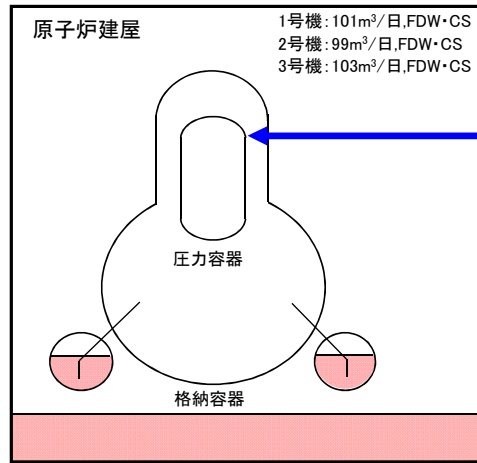 原子炉建屋
1号機：101m³/日,FDW・CS
2号機：99m³/日,FDW・CS
3号機：103m³/日,FDW・CS
圧力容器
格納容器